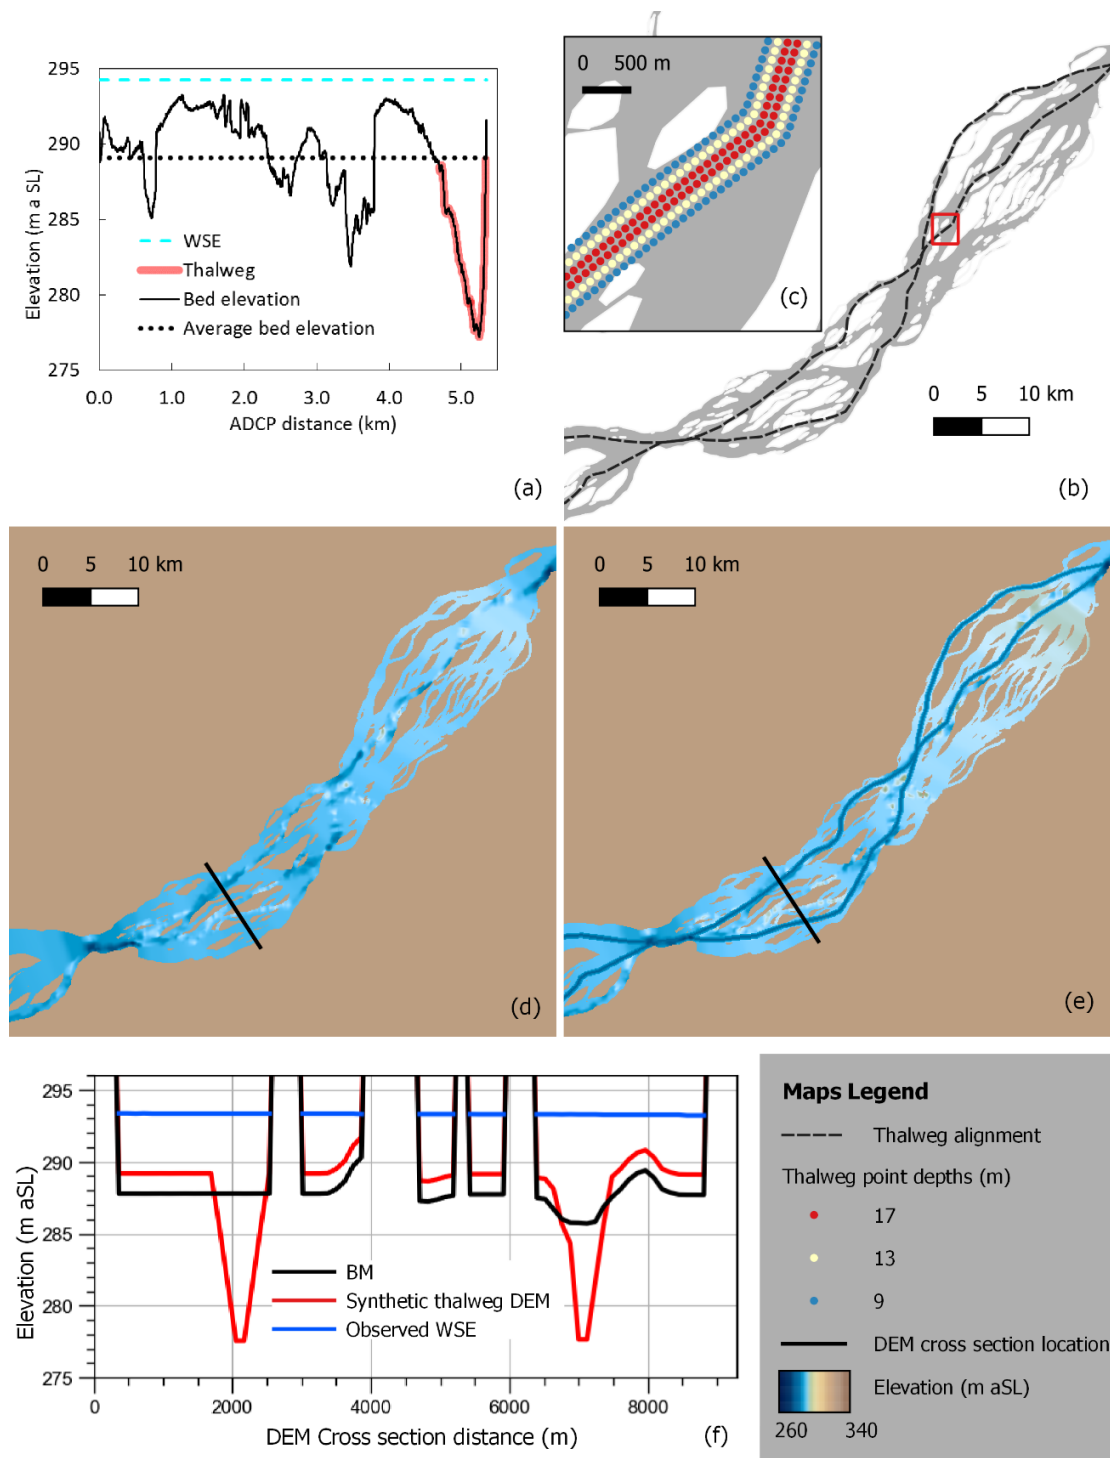 295
290
285
280
275
Elevation (m a SL)
WSE
Thalweg
Bed elevation
Average bed elevation
0.0 1.0 2.0 3.0 4.0 5.0
ADCP distance (km)
(a)
0 500 m
(c)
0 5 10 km
(b)
0 5 10 km
(d)
0 5 10 km
(e)
295
290
285
280
275
Elevation (m aSL)
BM
Synthetic thalweg DEM
Observed WSE
0 2000 4000 6000 8000
DEM Cross section distance (m)
(f)
Maps Legend
Thalweg alignment
Thalweg point depths (m)
17
13
9
DEM cross section location
Elevation (m aSL)
260 340